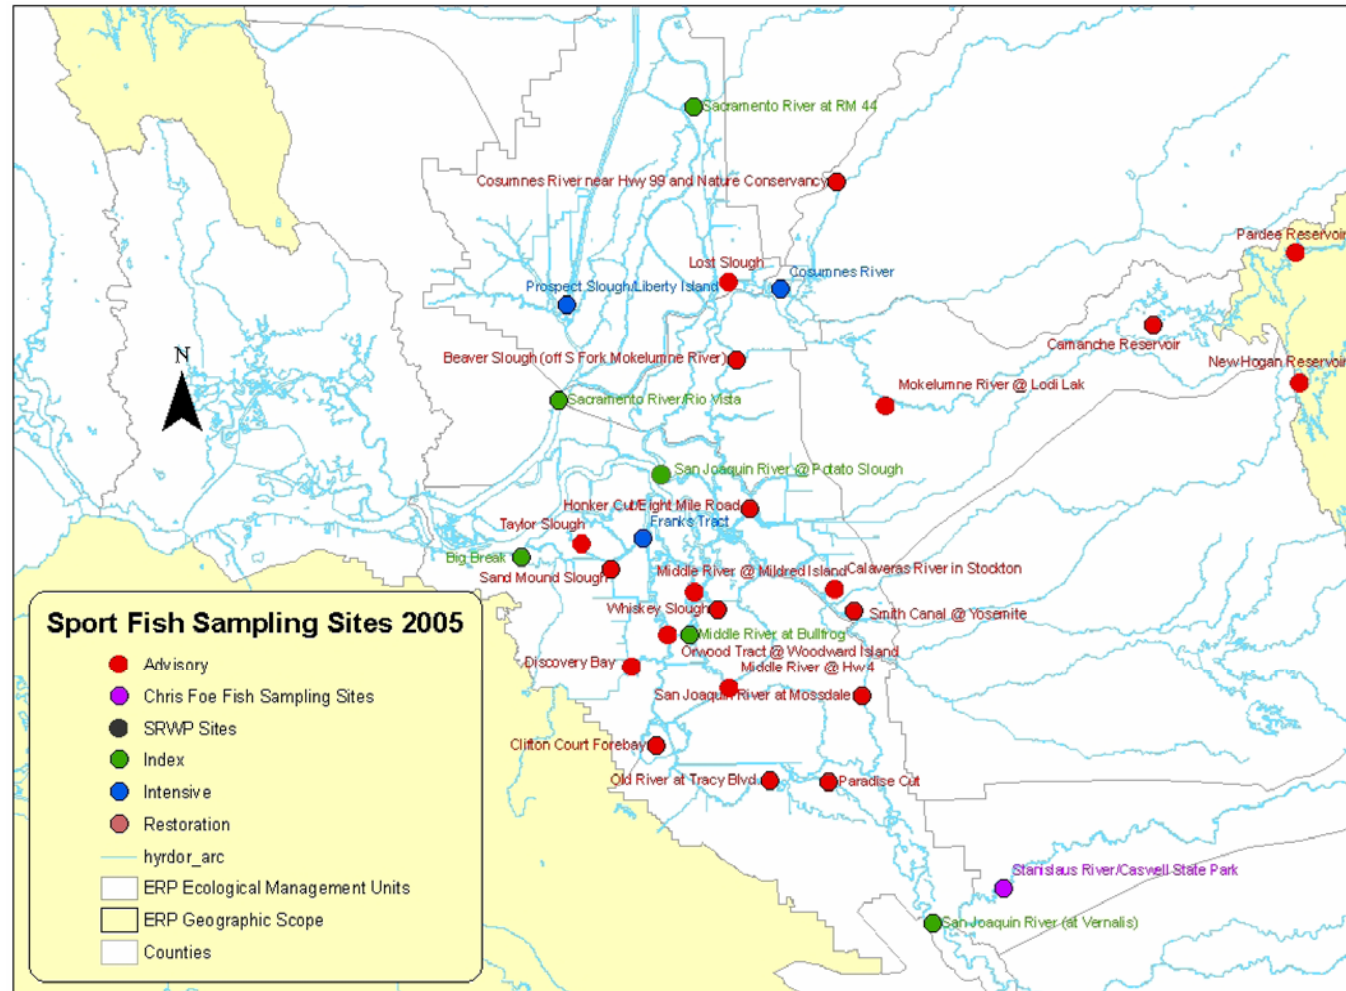 Sacramento River at RM 44
Cosumnes River near Hwy 99 and Nature Conservancy
Pardee Reservoir
Lost Slough
Cosumnes River
Prospect Slough/Liberty Island
Camanche Reservoir
Beaver Slough (off S Fork Mokelumne River)
New Hogan Reservoir
N
Mokelumne River @ Lodi Lak
Sacramento River/Rio Vista
San Joaquin River @ Potato Slough
Honker Cut/Eight Mile Road
Taylor Slough
Franks Tract
Big Break
Sand Mound Slough
Middle River @ Mildred Island
Calaveras River in Stockton
Whiskey Slough
Smith Canal @ Yosemite
Middle River at Bullfrog
Orwood Tract @ Woodward Island
Discovery Bay
Middle River @ Hw 4
San Joaquin River at Mossdale
Clifton Court Forebay
Old River at Tracy Blvd
Paradise Cut
Stanislaus River/Caswell State Park
San Joaquin River (at Vernalis)
Sport Fish Sampling Sites 2005
Advisory
Chris Foe Fish Sampling Sites
SRWP Sites
Index
Intensive
Restoration
hyrdor_arc
ERP Ecological Management Units
ERP Geographic Scope
Counties